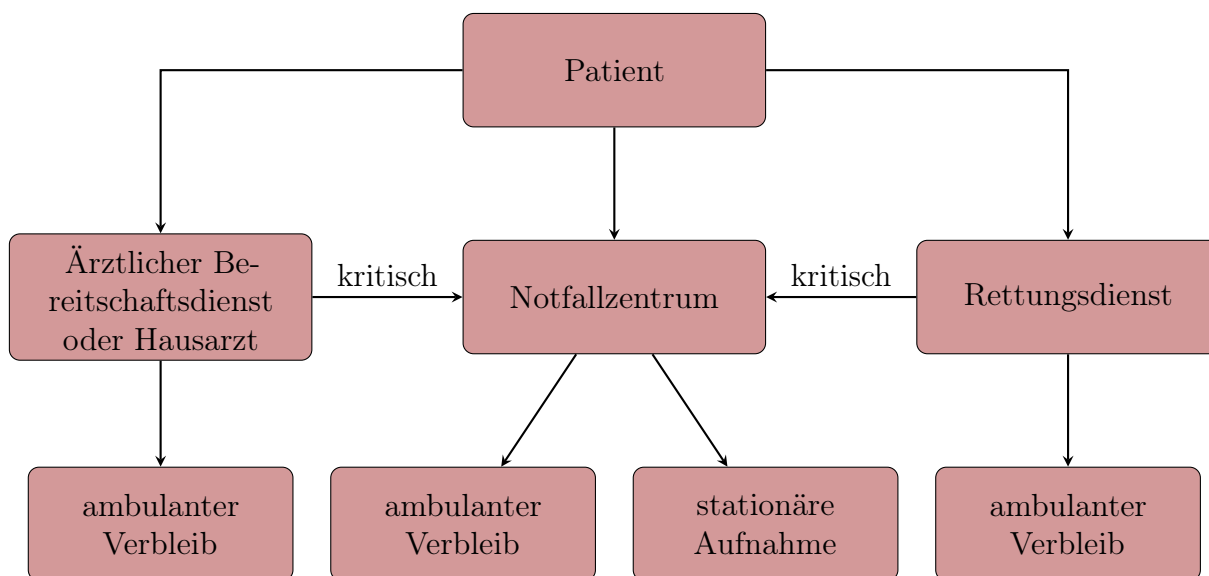 Patient
Ärztlicher Be-
reitschaftsdienst
oder Hausarzt
kritisch
Notfallzentrum
kritisch
Rettungsdienst
ambulanter
Verbleib
ambulanter
Verbleib
stationäre
Aufnahme
ambulanter
Verbleib